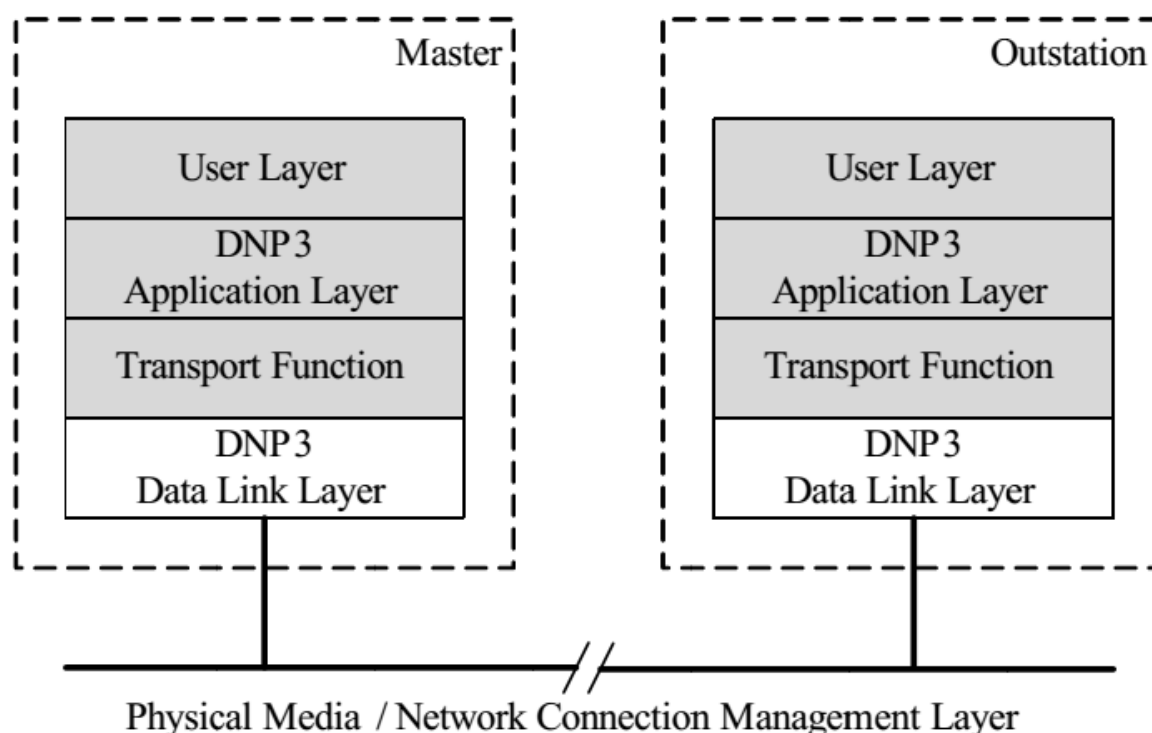 Master
User Layer
DNP3
Application Layer
Transport Function
DNP3
Data Link Layer
Outstation
User Layer
DNP3
Application Layer
Transport Function
DNP3
Data Link Layer
Physical Media / Network Connection Management Layer